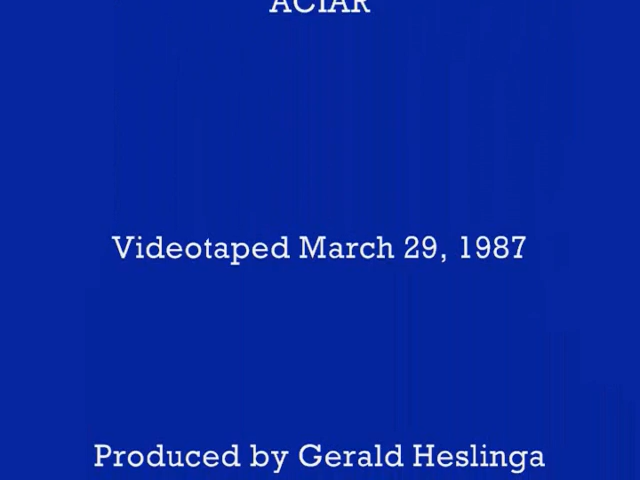 ACIAR
Videotaped March 29, 1987
Produced by Gerald Heslinga